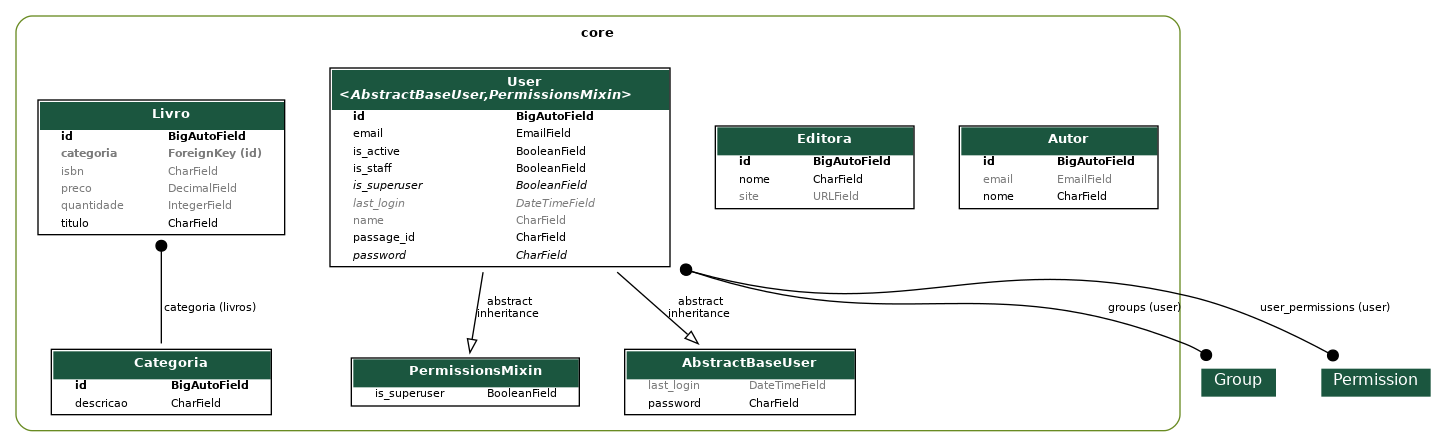 core
Livro
id BigAutoField
categoria ForeignKey (id)
isbn CharField
preco DecimalField
quantidade IntegerField
titulo CharField
User
<AbstractBaseUser,PermissionsMixin>
id BigAutoField
email EmailField
is_active BooleanField
is_staff BooleanField
is_superuser BooleanField
last_login DateTimeField
name CharField
passage_id CharField
password CharField
Editora
id BigAutoField
nome CharField
site URLField
Autor
id BigAutoField
email EmailField
nome CharField
categoria (livros)
abstract
inheritance
abstract
inheritance
groups (user)
user_permissions (user)
Categoria
id BigAutoField
descricao CharField
PermissionsMixin
is_superuser BooleanField
AbstractBaseUser
last_login DateTimeField
password CharField
Group
Permission